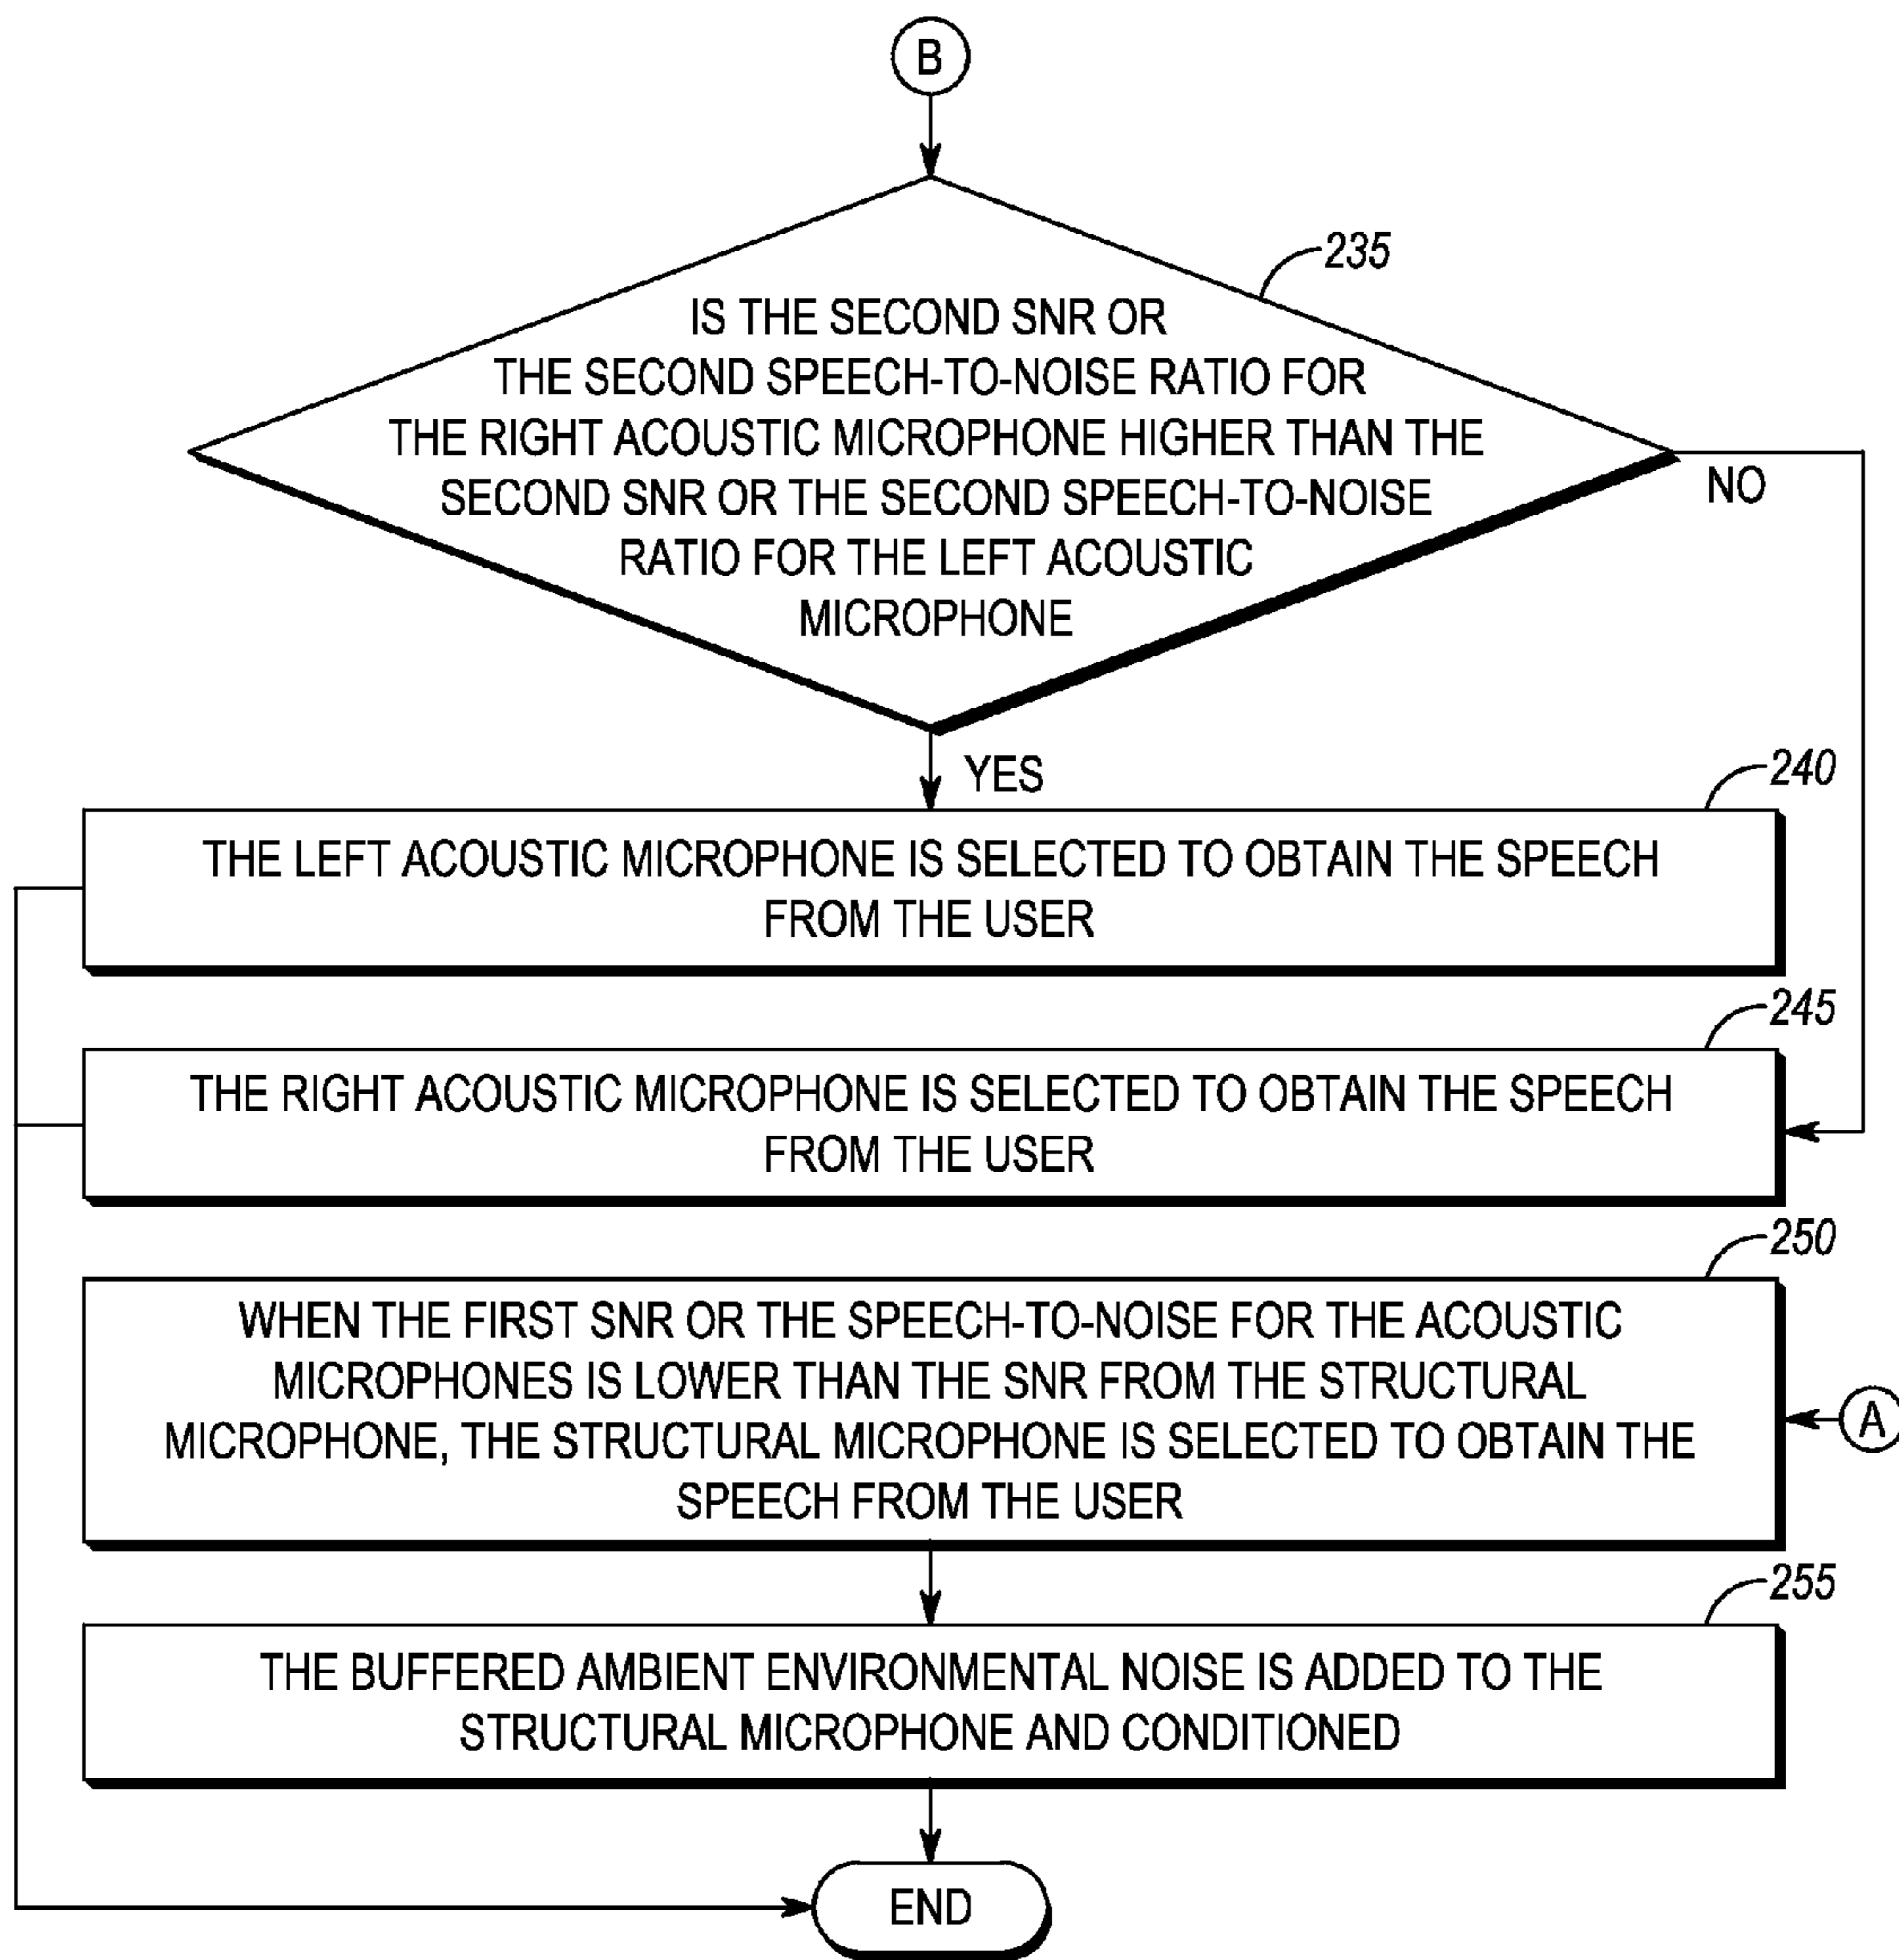 B
235
IS THE SECOND SNR OR
THE SECOND SPEECH-TO-NOISE RATIO FOR
THE RIGHT ACOUSTIC MICROPHONE HIGHER THAN THE
SECOND SNR OR THE SECOND SPEECH-TO-NOISE
RATIO FOR THE LEFT ACOUSTIC
MICROPHONE
NO
YES
240
THE LEFT ACOUSTIC MICROPHONE IS SELECTED TO OBTAIN THE SPEECH
FROM THE USER
245
THE RIGHT ACOUSTIC MICROPHONE IS SELECTED TO OBTAIN THE SPEECH
FROM THE USER
250
WHEN THE FIRST SNR OR THE SPEECH-TO-NOISE FOR THE ACOUSTIC
MICROPHONES IS LOWER THAN THE SNR FROM THE STRUCTURAL
MICROPHONE, THE STRUCTURAL MICROPHONE IS SELECTED TO OBTAIN THE
SPEECH FROM THE USER
A
255
THE BUFFERED AMBIENT ENVIRONMENTAL NOISE IS ADDED TO THE
STRUCTURAL MICROPHONE AND CONDITIONED
END